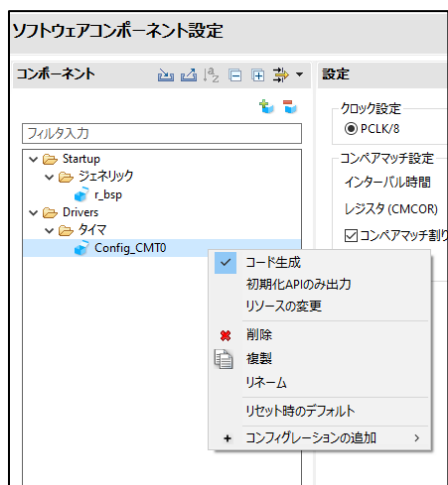 ソフトウェアコンポーネント設定
コンポーネント
設定
フィルタ入力
Startup
ジェネリック
r_bsp
Drivers
タイマ
Config_CMT0
クロック設定
PCLK/8
コンペアマッチ設定
インターバル時間
レジスタ (CMCOR)
コンペアマッチ割り
コード生成
初期化APIのみ出力
リソースの変更
削除
複製
リネーム
リセット時のデフォルト
コンフィグレーションの追加